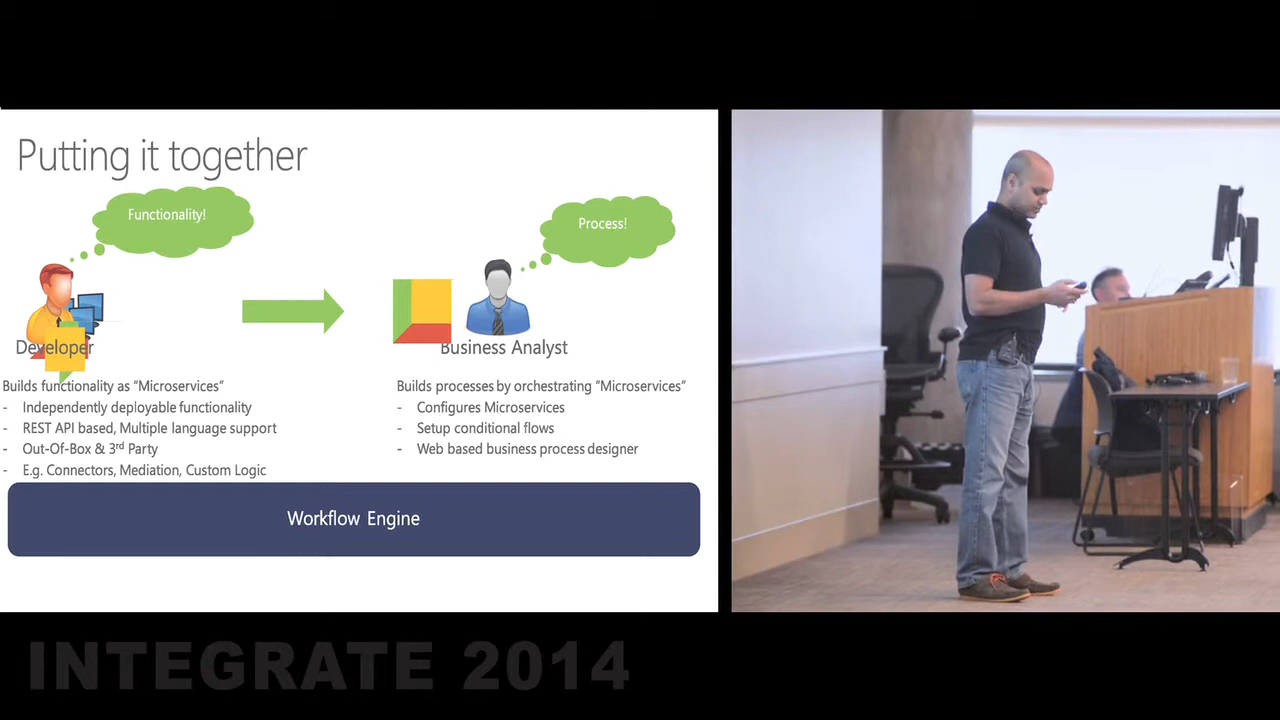 Putting it together
Functionality!
Process!
Developer
Business Analyst
Builds functionality as “Microservices”
- Independently deployable functionality
- REST API based, Multiple language support
- Out-Of-Box & 3rd Party
- E.g. Connectors, Mediation, Custom Logic
Builds processes by orchestrating “Microservices”
- Configures Microservices
- Setup conditional flows
- Web based business process designer
Workflow Engine
INTEGRATE 2014